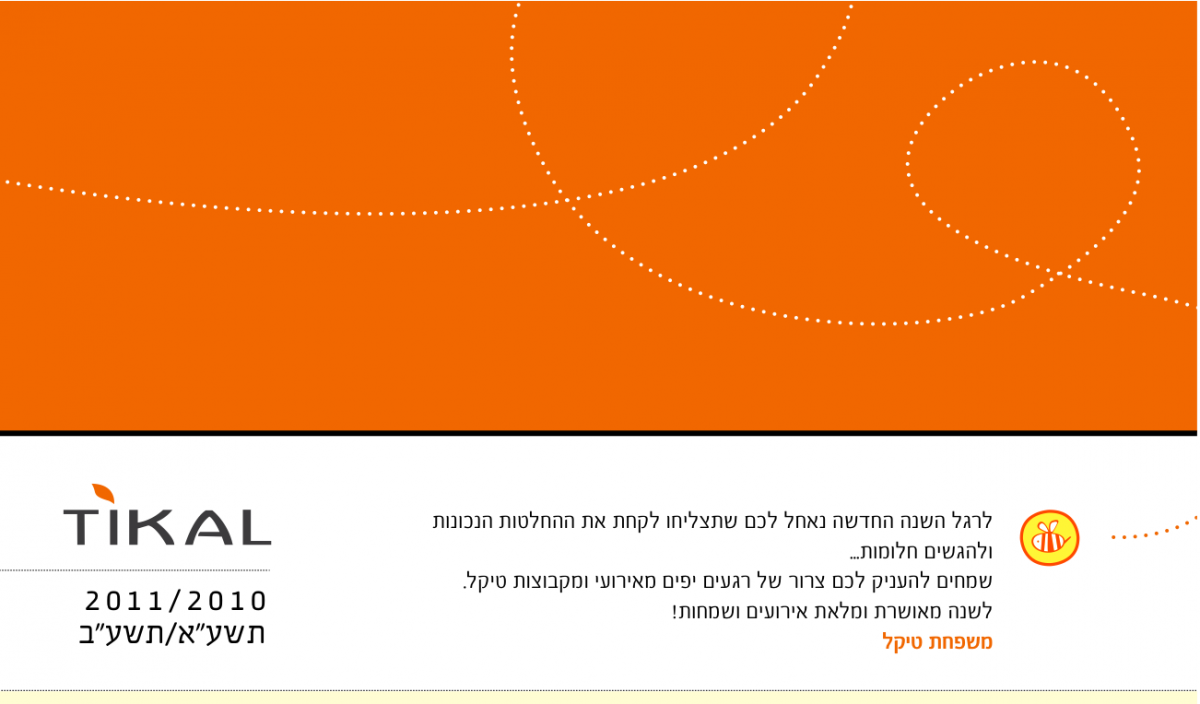 לרגל השנה החדשה נאחל לכם שתצליחו לקחת את ההחלטות הנכונות
ולהגשים חלומות...
שמחים להעניק לכם צרור של רגעים יפים מאירועי ומקבוצות טיקל.
לשנה מאושרת ומלאת אירועים ושמחות!
משפחת טיקל
TIKAL
2011/2010
תשע"א/תשע"ב